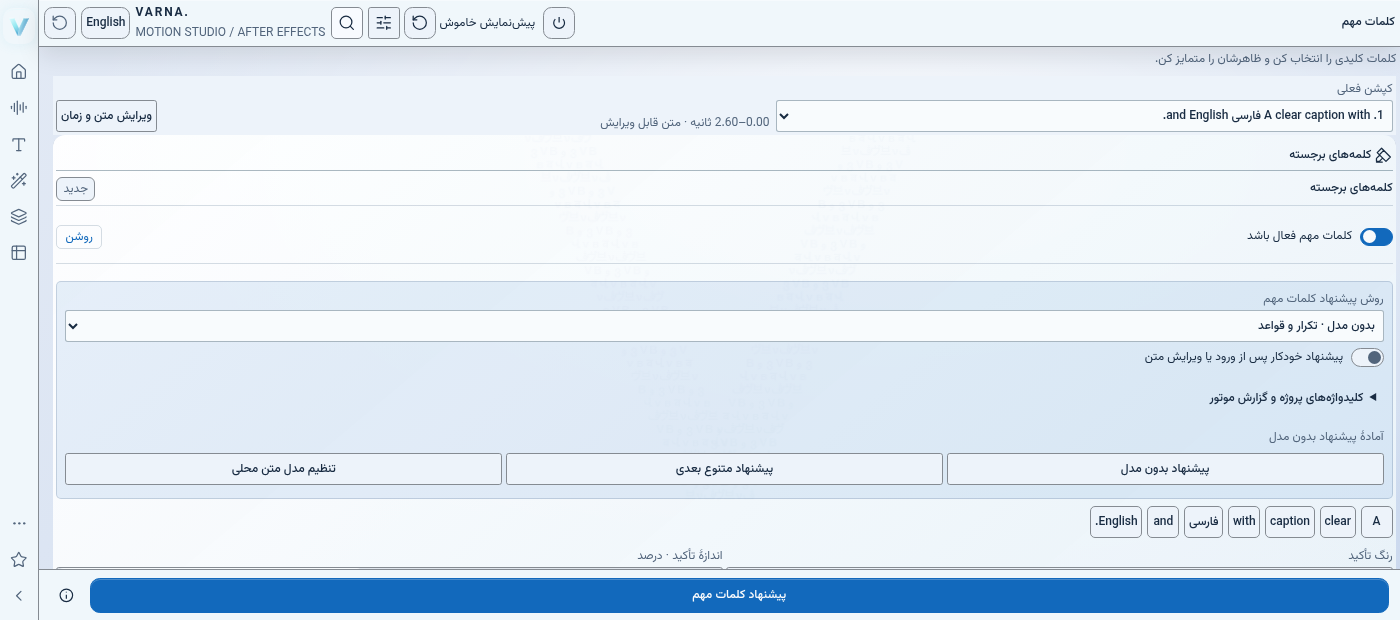 کلمات مهم
پیش‌نمایش خاموش
English
VARNA.
MOTION STUDIO / AFTER EFFECTS
کلمات کلیدی را انتخاب کن و ظاهرشان را متمایز کن.
کپشن فعلی
1. A clear caption with فارسی and English.
0.00–2.60 ثانیه · متن قابل ویرایش
ویرایش متن و زمان
کلمه‌های برجسته
کلمه‌های برجسته
جدید
کلمات مهم فعال باشد
روشن
روش پیشنهاد کلمات مهم
بدون مدل · تکرار و قواعد
پیشنهاد خودکار پس از ورود یا ویرایش متن
کلیدواژه‌های پروژه و گزارش موتور
آمادهٔ پیشنهاد بدون مدل
پیشنهاد بدون مدل
پیشنهاد متنوع بعدی
تنظیم مدل متن محلی
A clear caption with فارسی and English.
رنگ تأکید
اندازهٔ تأکید · درصد
پیشنهاد کلمات مهم